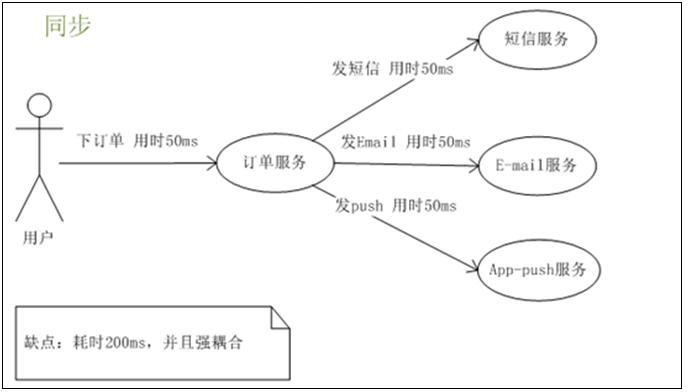 同步
短信服务
发短信 用时50ms
下订单 用时50ms
订单服务
发Email 用时50ms
E-mail服务
发push 用时50ms
用户
App-push服务
缺点：耗时200ms，并且强耦合